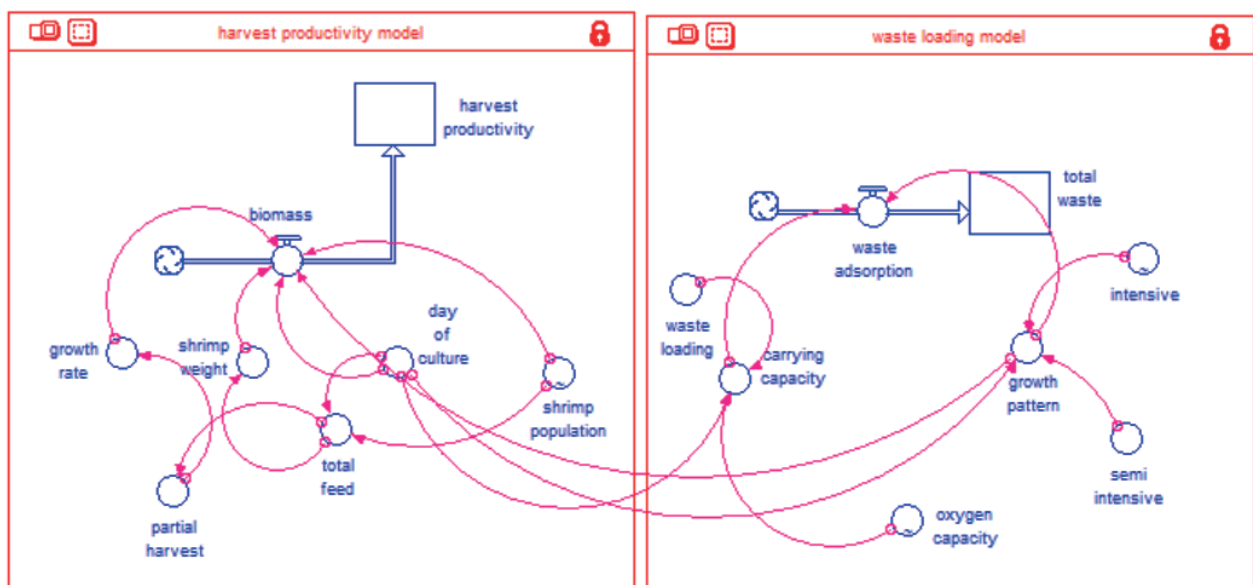 harvest productivity model
harvest
productivity
biomass
growth
rate
shrimp
weight
day
of
culture
shrimp
population
total
feed
partial
harvest
waste loading model
total
waste
waste
adsorption
intensive
waste
loading
carrying
capacity
growth
pattern
semi
intensive
oxygen
capacity